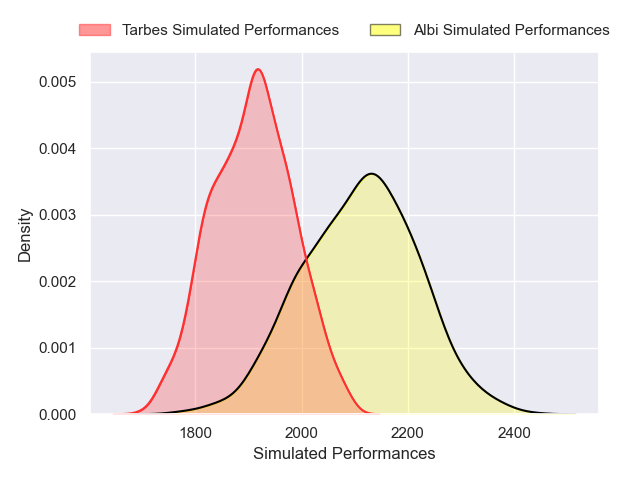 Tarbes Simulated Performances Albi Simulated Performances
0.005
0.004
0.003
0.002
0.001
0.000
Density
1800 2000 2200 2400
Simulated Performances